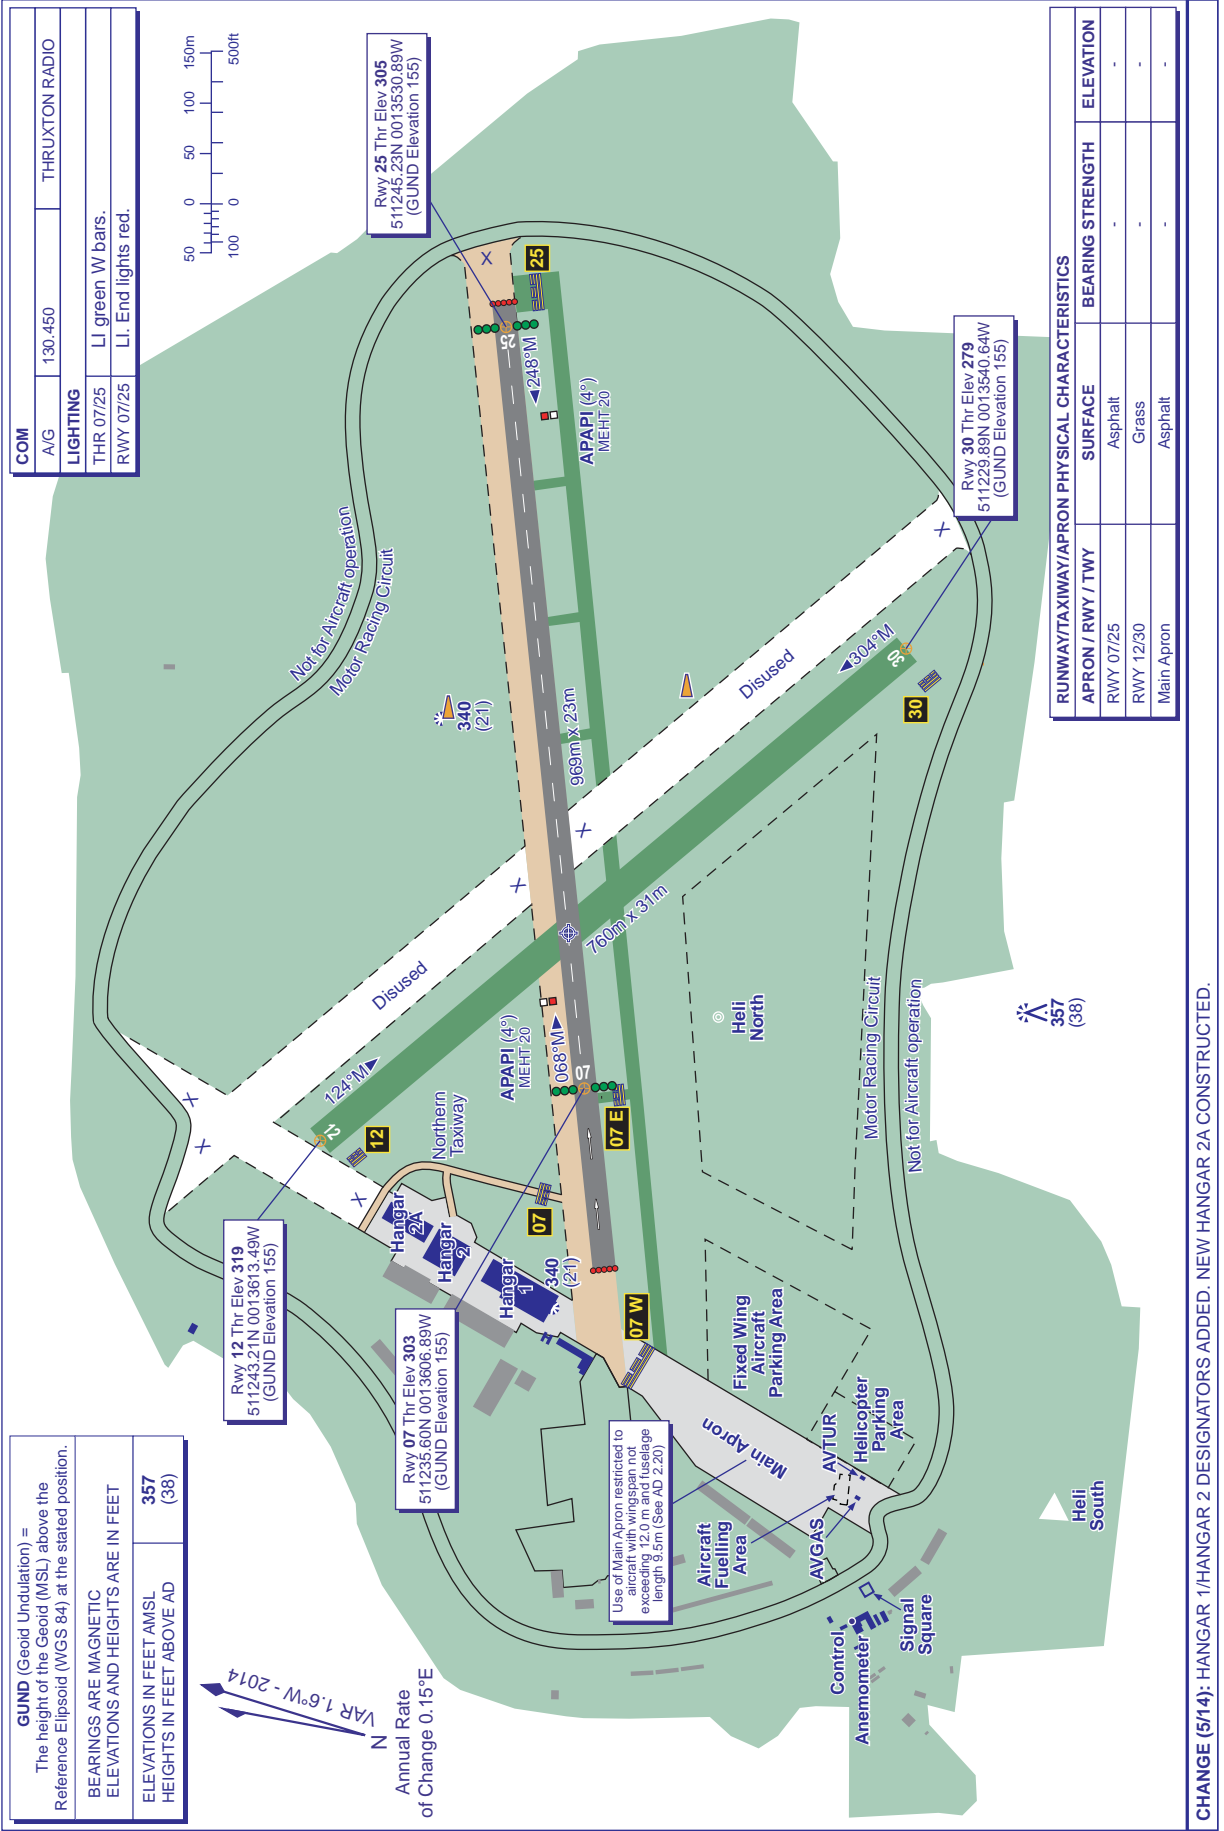 GUND (Geoid Undulation) =
The height of the Geoid (MSL) above the
Reference Elipsoid (WGS 84) at the stated position.
BEARINGS ARE MAGNETIC
ELEVATIONS AND HEIGHTS ARE IN FEET
ELEVATIONS IN FEET AMSL
HEIGHTS IN FEET ABOVE AD
357
(38)
COM
A/G 130.450 THRUXTON RADIO
LIGHTING
THR 07/25 LI green W bars.
RWY 07/25 LI. End lights red.
50 0 50 100 150m
100 0 500ft
VAR 1.6°W - 2014
N
Annual Rate
of Change 0.15°E
Rwy 12 Thr Elev 319
511243.21N 0013613.49W
(GUND Elevation 155)
Rwy 25 Thr Elev 305
511245.23N 0013530.89W
(GUND Elevation 155)
Rwy 07 Thr Elev 303
511235.60N 0013606.89W
(GUND Elevation 155)
Rwy 30 Thr Elev 279
511229.89N 0013540.64W
(GUND Elevation 155)
Not for Aircraft operation
Motor Racing Circuit
X
X
X
12
12
124°M
Disused
X
Northern
Taxiway
Hangar
2A
Hangar
2
Hangar
1
340
(21)
H
07
07 W
07 E
07
APAPI (4°)
MEHT 20
068°M
340
(21)
X
X
969m x 23m
760m x 31m
25
25
X
248°M
APAPI (4°)
MEHT 20
Disused
X
304°M
30
30
Use of Main Apron restricted to
aircraft with wingspan not
exceeding 12.0 m and fuselage
length 9.5m (See AD 2.20)
Main Apron
Fixed Wing
Aircraft
Parking Area
Heli
North
Aircraft
Fuelling
Area
AVTUR
AVGAS
Helicopter
Parking
Area
Motor Racing Circuit
Not for Aircraft operation
Control
Anemometer
Signal
Square
Heli
South
357
(38)
RUNWAY/TAXIWAY/APRON PHYSICAL CHARACTERISTICS
APRON / RWY / TWY SURFACE BEARING STRENGTH ELEVATION
RWY 07/25 Asphalt - -
RWY 12/30 Grass - -
Main Apron Asphalt - -
CHANGE (5/14): HANGAR 1/HANGAR 2 DESIGNATORS ADDED. NEW HANGAR 2A CONSTRUCTED.